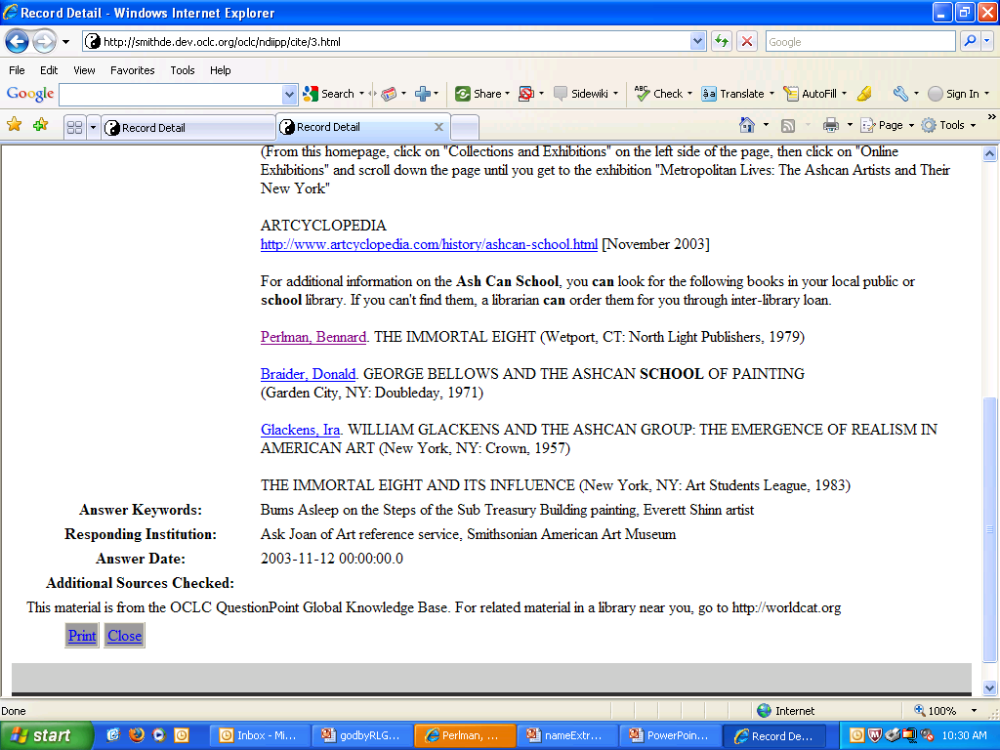 Record Detail - Windows Internet Explorer
http://smithde.dev.oclc.org/oclc/ndiipp/cite/3.html
Google
File Edit View Favorites Tools Help
Google Search Share Sidewiki ABC Check Translate AutoFill Sign In
Record Detail Record Detail X Page Tools »
(From this homepage, click on "Collections and Exhibitions" on the left side of the page, then click on "Online
Exhibitions" and scroll down the page until you get to the exhibition "Metropolitan Lives: The Ashcan Artists and Their
New York"
ARTCYCLOPEDIA
http://www.artcyclopedia.com/history/ashcan-school.html [November 2003]
For additional information on the Ash Can School, you can look for the following books in your local public or
school library. If you can't find them, a librarian can order them for you through inter-library loan.
Perlman, Bennard. THE IMMORTAL EIGHT (Wetport, CT: North Light Publishers, 1979)
Braider, Donald. GEORGE BELLOWS AND THE ASHCAN SCHOOL OF PAINTING
(Garden City, NY: Doubleday, 1971)
Glackens, Ira. WILLIAM GLACKENS AND THE ASHCAN GROUP: THE EMERGENCE OF REALISM IN
AMERICAN ART (New York, NY: Crown, 1957)
THE IMMORTAL EIGHT AND ITS INFLUENCE (New York, NY: Art Students League, 1983)
Answer Keywords: Bums Asleep on the Steps of the Sub Treasury Building painting, Everett Shinn artist
Responding Institution: Ask Joan of Art reference service, Smithsonian American Art Museum
Answer Date: 2003-11-12 00:00:00.0
Additional Sources Checked:
This material is from the OCLC QuestionPoint Global Knowledge Base. For related material in a library near you, go to http://worldcat.org
Print Close
Done Internet 100%
start Inbox - Mi... godbyRLG... Perlman, ... nameExtr... PowerPoin... Record De... 10:30 AM